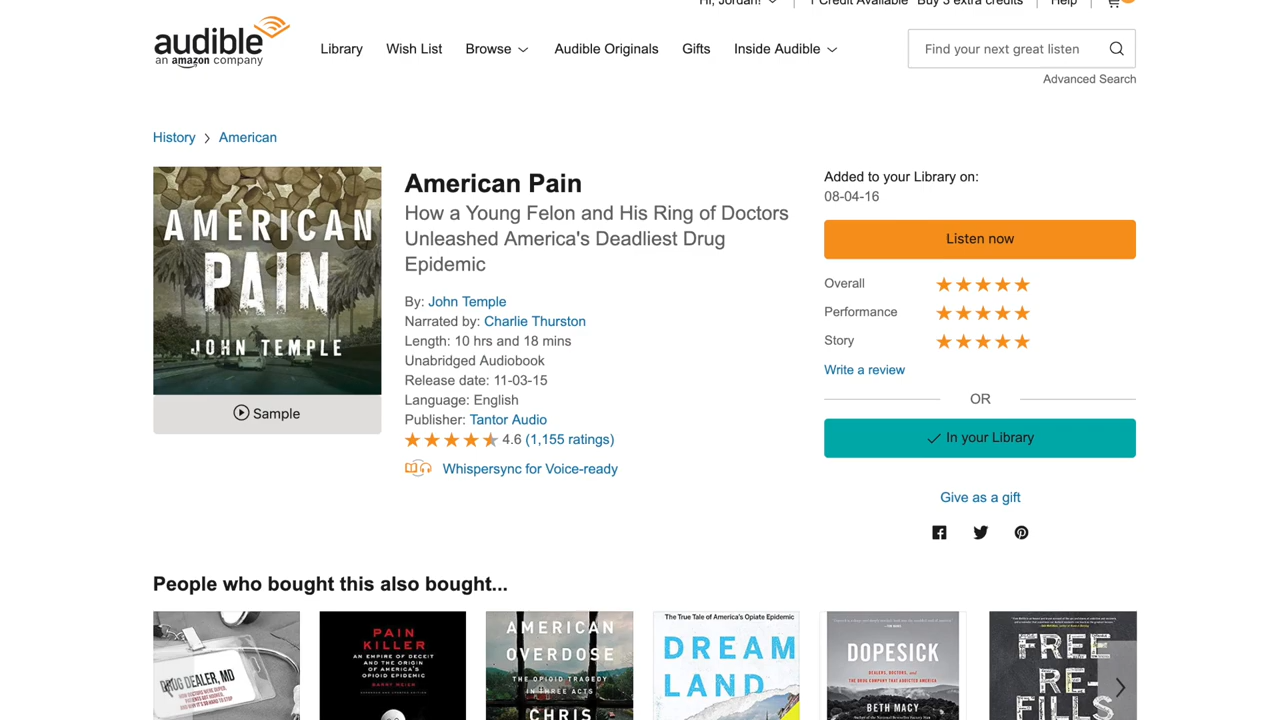 Hi, Jordan! 1 Credit Available Buy 3 extra credits Help
audible
an amazon company
Library Wish List Browse Audible Originals Gifts Inside Audible
Find your next great listen
Advanced Search
History American
AMERICAN
PAIN
JOHN TEMPLE
Sample
American Pain
How a Young Felon and His Ring of Doctors
Unleashed America's Deadliest Drug
Epidemic
By: John Temple
Narrated by: Charlie Thurston
Length: 10 hrs and 18 mins
Unabridged Audiobook
Release date: 11-03-15
Language: English
Publisher: Tantor Audio
4.6 (1,155 ratings)
Whispersync for Voice-ready
Added to your Library on:
08-04-16
Listen now
Overall
Performance
Story
Write a review
OR
In your Library
Give as a gift
People who bought this also bought...
DRUG DEALER, MD
PAIN
KILLER
AN EMPIRE OF DECEIT
AND THE ORIGIN
OF AMERICA'S
OPIOID EPIDEMIC
BARRY MEIER
AMERICAN
OVERDOSE
THE OPIOID TRAGEDY
IN THREE ACTS
CHRIS
The True Tale of America's Opiate Epidemic
DREAM
LAND
DOPESICK
DEALERS, DOCTORS, and
THE DRUG COMPANY THAT ADDICTED AMERICA
BETH MACY
FREE
RE-
FILLS